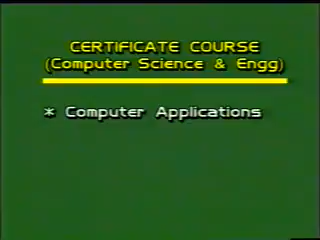 CERTIFICATE COURSE
(Computer Science & Engg)
* Computer Applications